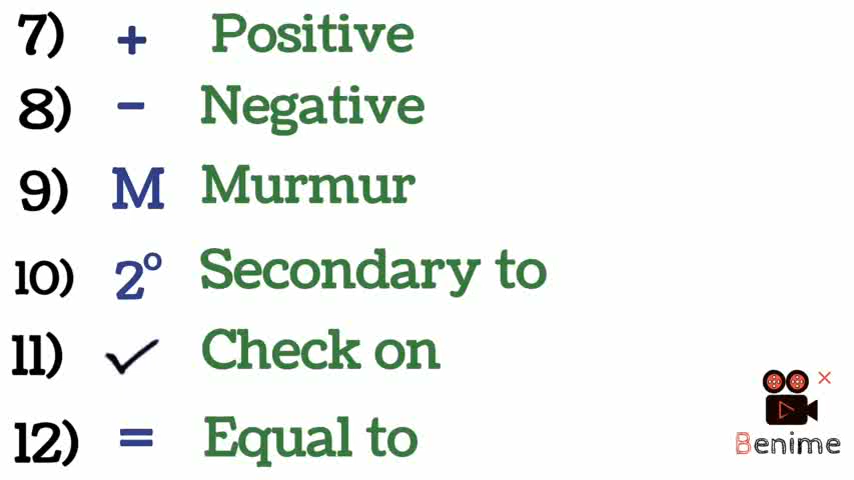 7) + Positive
8) - Negative
9) M Murmur
10) 2° Secondary to
11) ✓ Check on
12) = Equal to
Benime